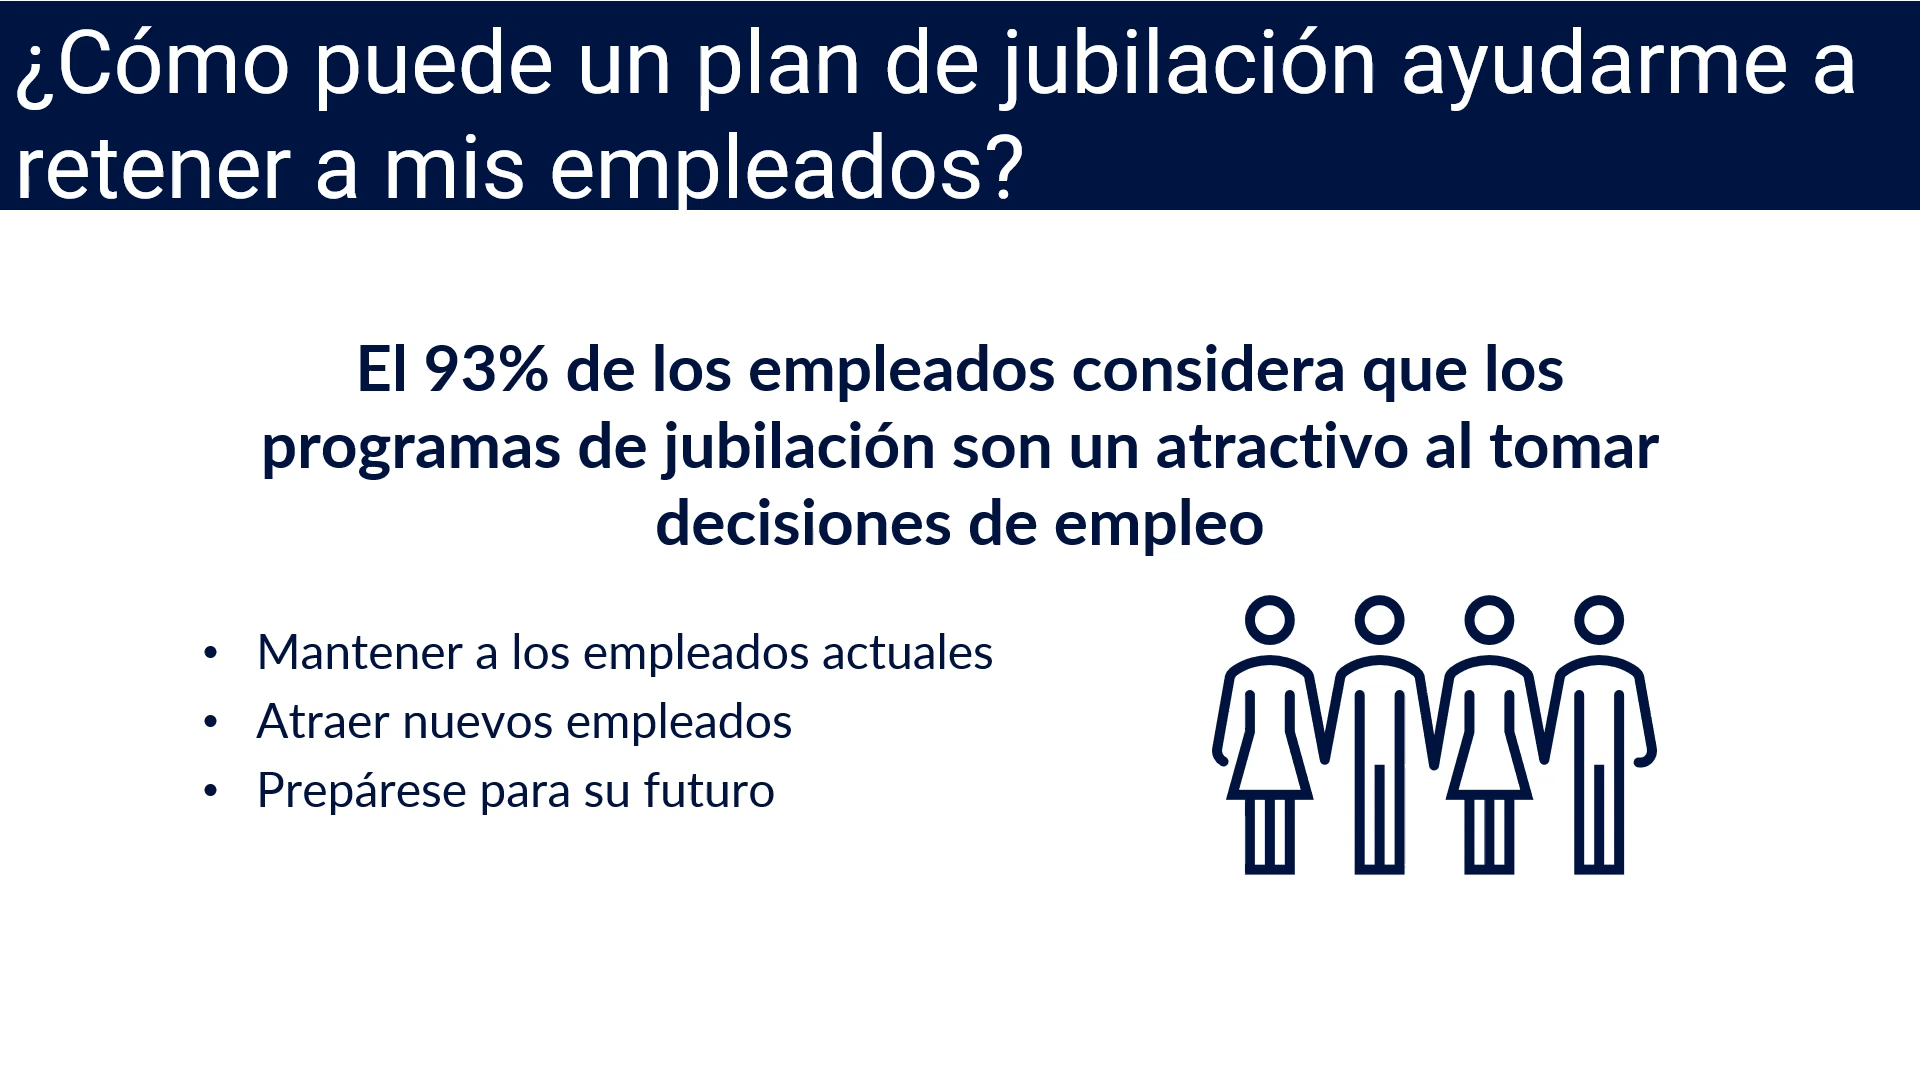 ¿Cómo puede un plan de jubilación ayudarme a
retener a mis empleados?
El 93% de los empleados considera que los
programas de jubilación son un atractivo al tomar
decisiones de empleo
• Mantener a los empleados actuales
• Atraer nuevos empleados
• Prepárese para su futuro